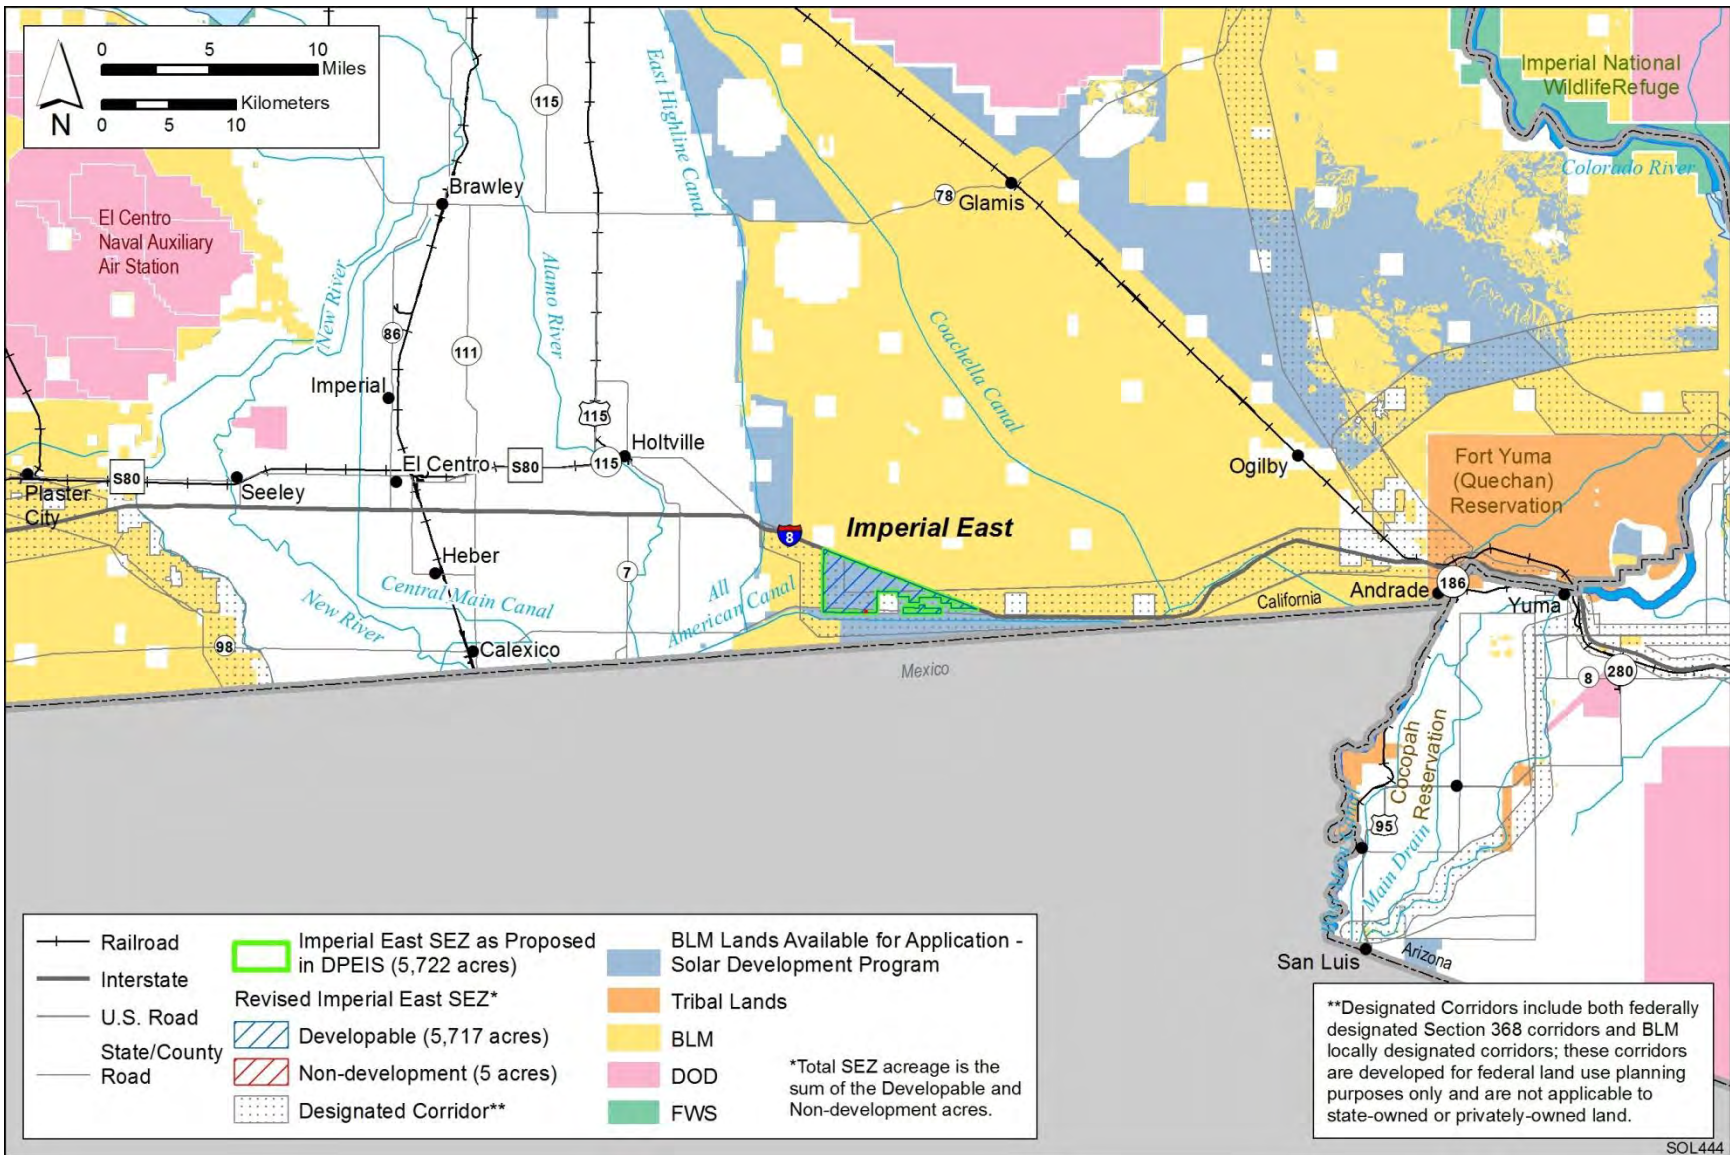 0 5 10
Miles
Kilometers
0 5 10
N
El Centro
Naval Auxiliary
Air Station
Brawley
115
East Highline Canal
Imperial National
WildlifeRefuge
Colorado River
78
Glamis
New River
Alamo River
86
111
Imperial
115
Holtville
115
Coachella Canal
El Centro
S80
S80
Plaster
City
Seeley
Ogilby
Fort Yuma
(Quechan)
Reservation
8
Imperial East
Heber
7
Central Main Canal
New River
All
American Canal
California
Andrade
186
Yuma
98
Calexico
Mexico
8
280
Cocopah
Reservation
95
Main Drain
San Luis
Arizona
Railroad
Interstate
U.S. Road
State/County
Road
Imperial East SEZ as Proposed
in DPEIS (5,722 acres)
Revised Imperial East SEZ*
Developable (5,717 acres)
Non-development (5 acres)
Designated Corridor**
BLM Lands Available for Application -
Solar Development Program
Tribal Lands
BLM
DOD
FWS
*Total SEZ acreage is the
sum of the Developable and
Non-development acres.
**Designated Corridors include both federally
designated Section 368 corridors and BLM
locally designated corridors; these corridors
are developed for federal land use planning
purposes only and are not applicable to
state-owned or privately-owned land.
SOL444